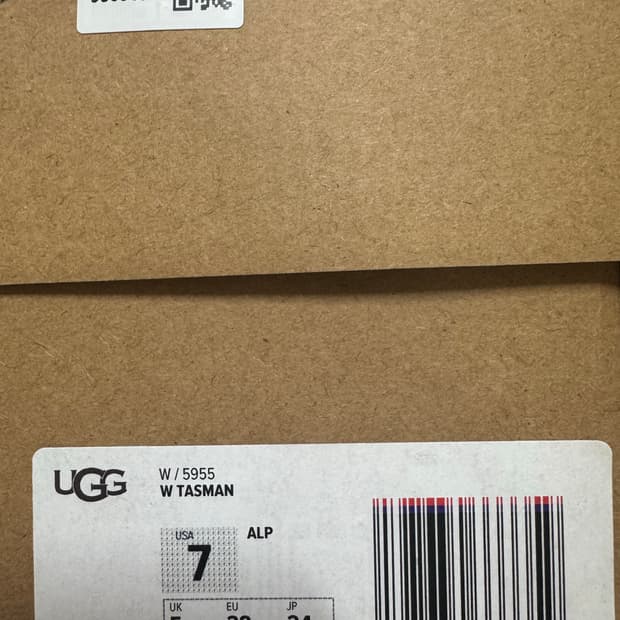 UGG
W / 5955
W TASMAN
USA
7
ALP
UK EU JP